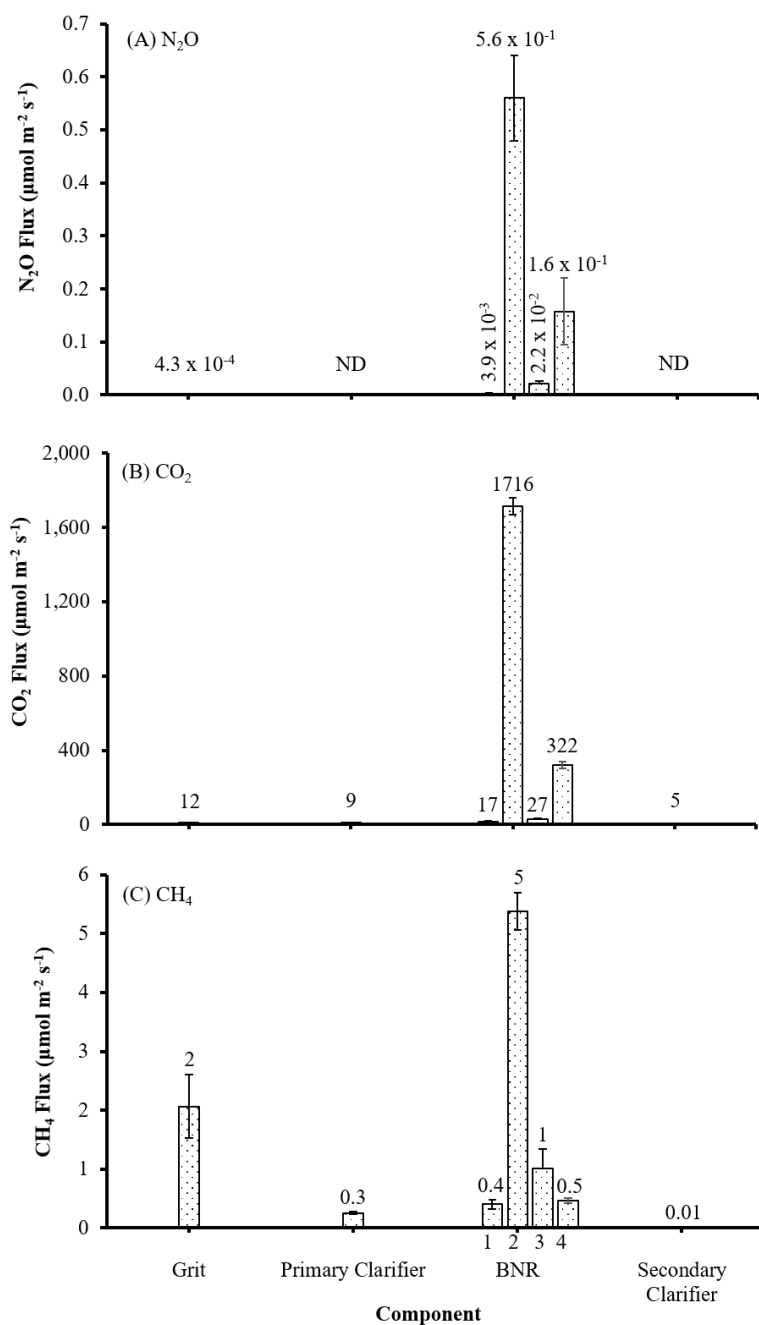 (A) N₂O
N₂O Flux (µmol m⁻² s⁻¹)
0.7
0.6
0.5
0.4
0.3
0.2
0.1
0.0
4.3 x 10⁻⁴
ND
3.9 x 10⁻³
5.6 x 10⁻¹
2.2 x 10⁻²
1.6 x 10⁻¹
ND
(B) CO₂
CO₂ Flux (µmol m⁻² s⁻¹)
2,000
1,600
1,200
800
400
0
12
9
17
1716
27
322
5
(C) CH₄
CH₄ Flux (µmol m⁻² s⁻¹)
6
5
4
3
2
1
0
2
0.3
0.4
5
1
0.5
0.01
1 2 3 4
Grit
Primary Clarifier
BNR
Secondary
Clarifier
Component